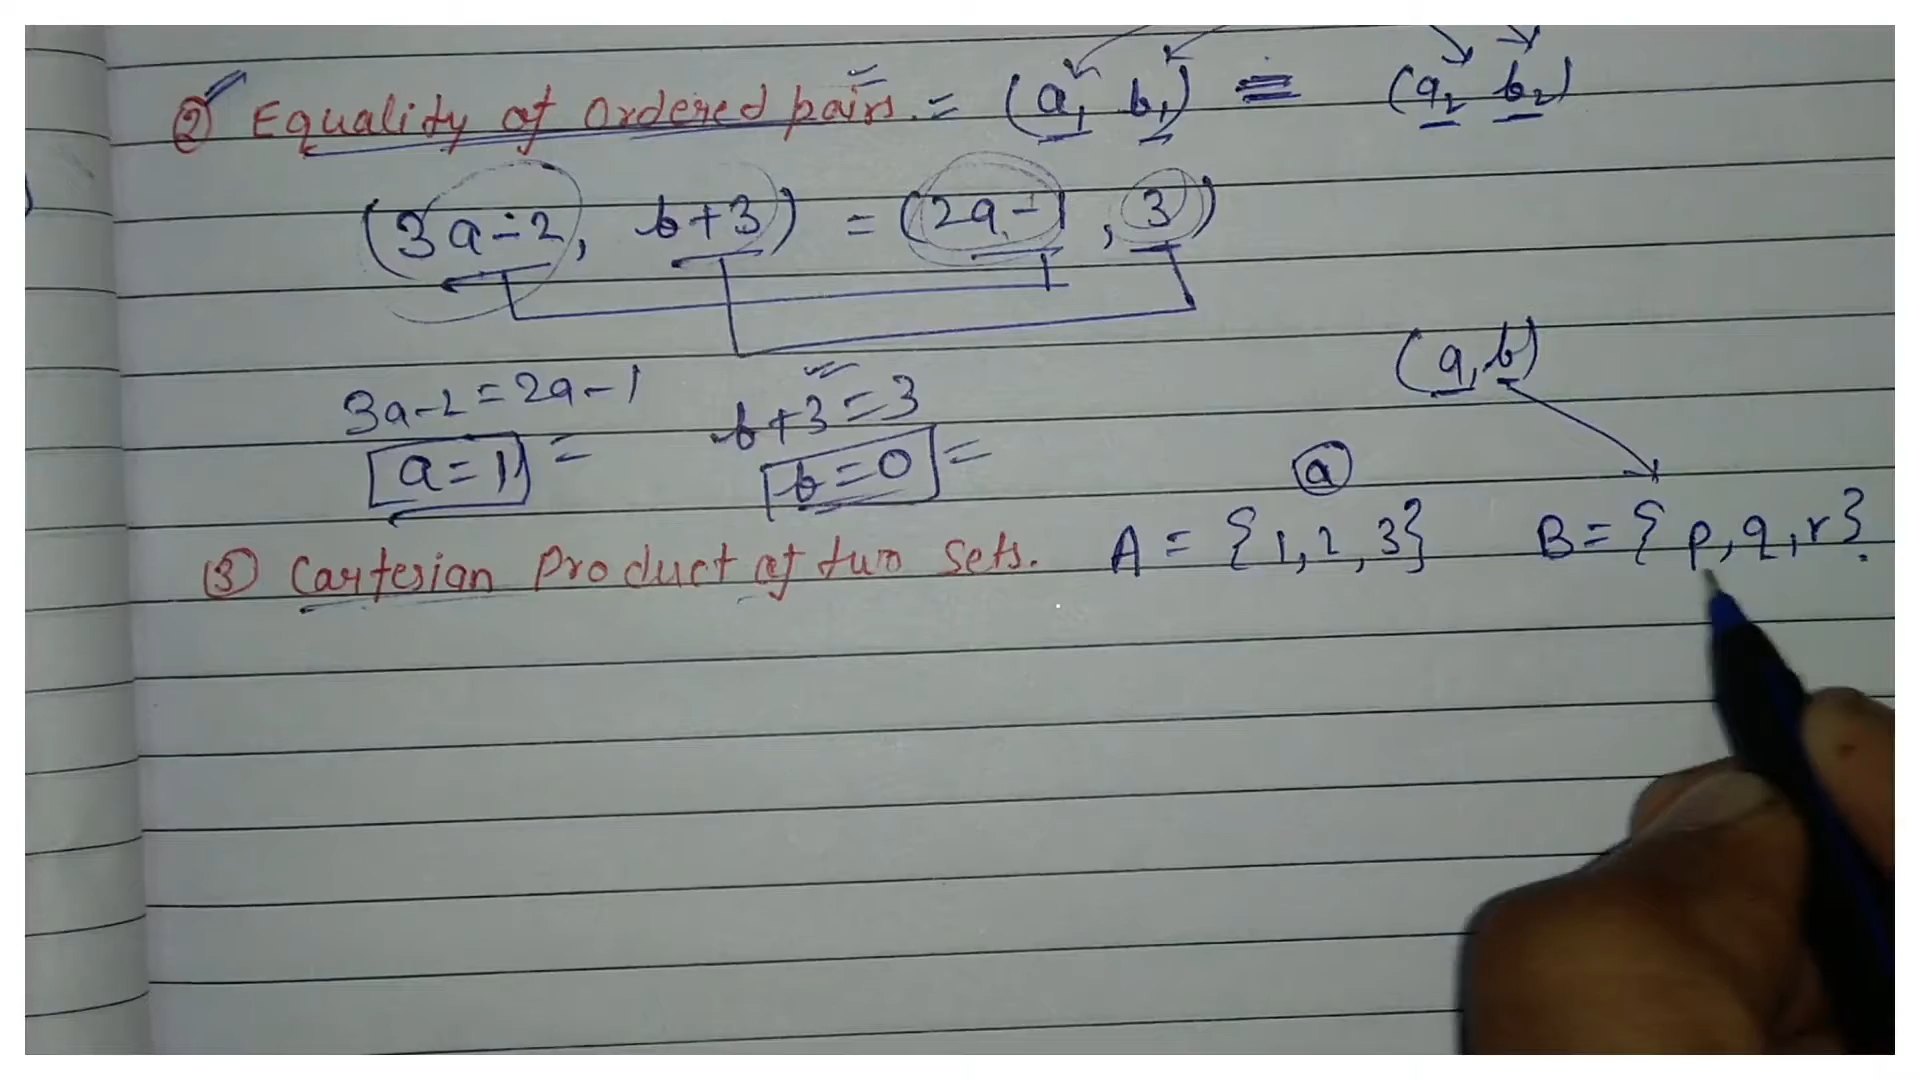 ② Equality of ordered pairs. = (a₁ b₁) = (a₂ b₂)
(3a-2, b+3) = (2a-1, 3)
(a, b)
3a-2=2a-1 b+3=3
a=1 = b=0 =
a
③ Cartesian Product of two Sets. A = {1, 2, 3} B = {p, q, r}.